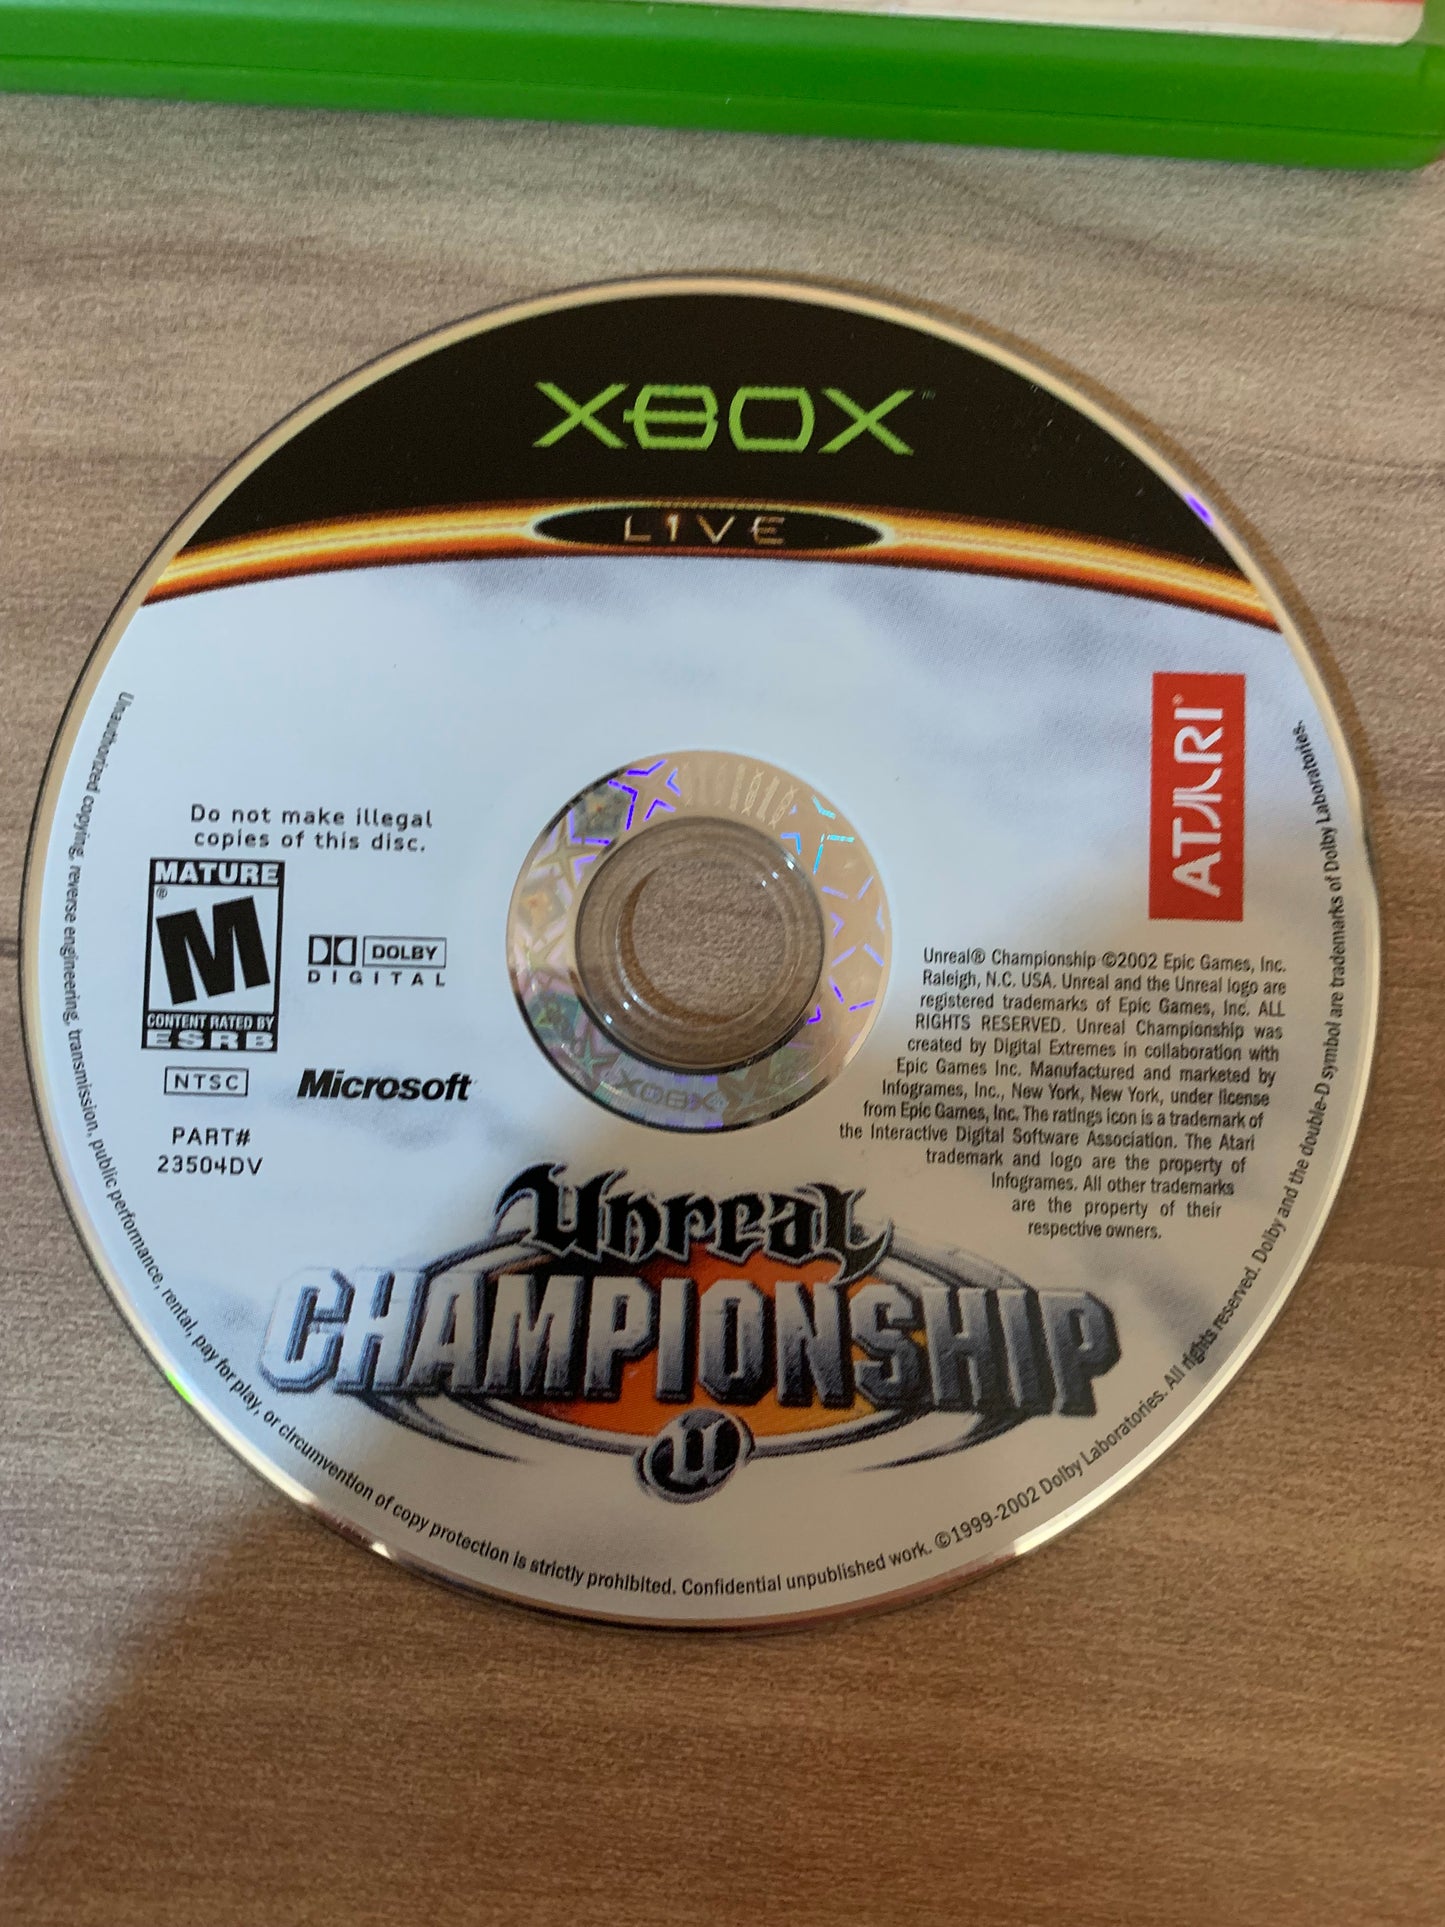 XBOX™
LIVE
ATARI®
Do not make illegal
copies of this disc.
MATURE
M®
CONTENT RATED BY
ESRB
DOLBY
DIGITAL
NTSC
Microsoft
PART#
23504DV
Unreal® Championship ©2002 Epic Games, Inc.
Raleigh, N.C. USA. Unreal and the Unreal logo are
registered trademarks of Epic Games, Inc. ALL
RIGHTS RESERVED. Unreal Championship was
created by Digital Extremes in collaboration with
Epic Games Inc. Manufactured and marketed by
Infogrames, Inc., New York, New York, under license
from Epic Games, Inc. The ratings icon is a trademark of
the Interactive Digital Software Association. The Atari
trademark and logo are the property of
Infogrames. All other trademarks
are the property of their
respective owners.
XBOX
Unreal
CHAMPIONSHIP
U
Unauthorized copying, reverse engineering, transmission, public performance, rental, pay for play, or circumvention of copy protection is strictly prohibited. Confidential unpublished work. ©1999-2002 Dolby Laboratories. All rights reserved. Dolby and the double-D symbol are trademarks of Dolby Laboratories.